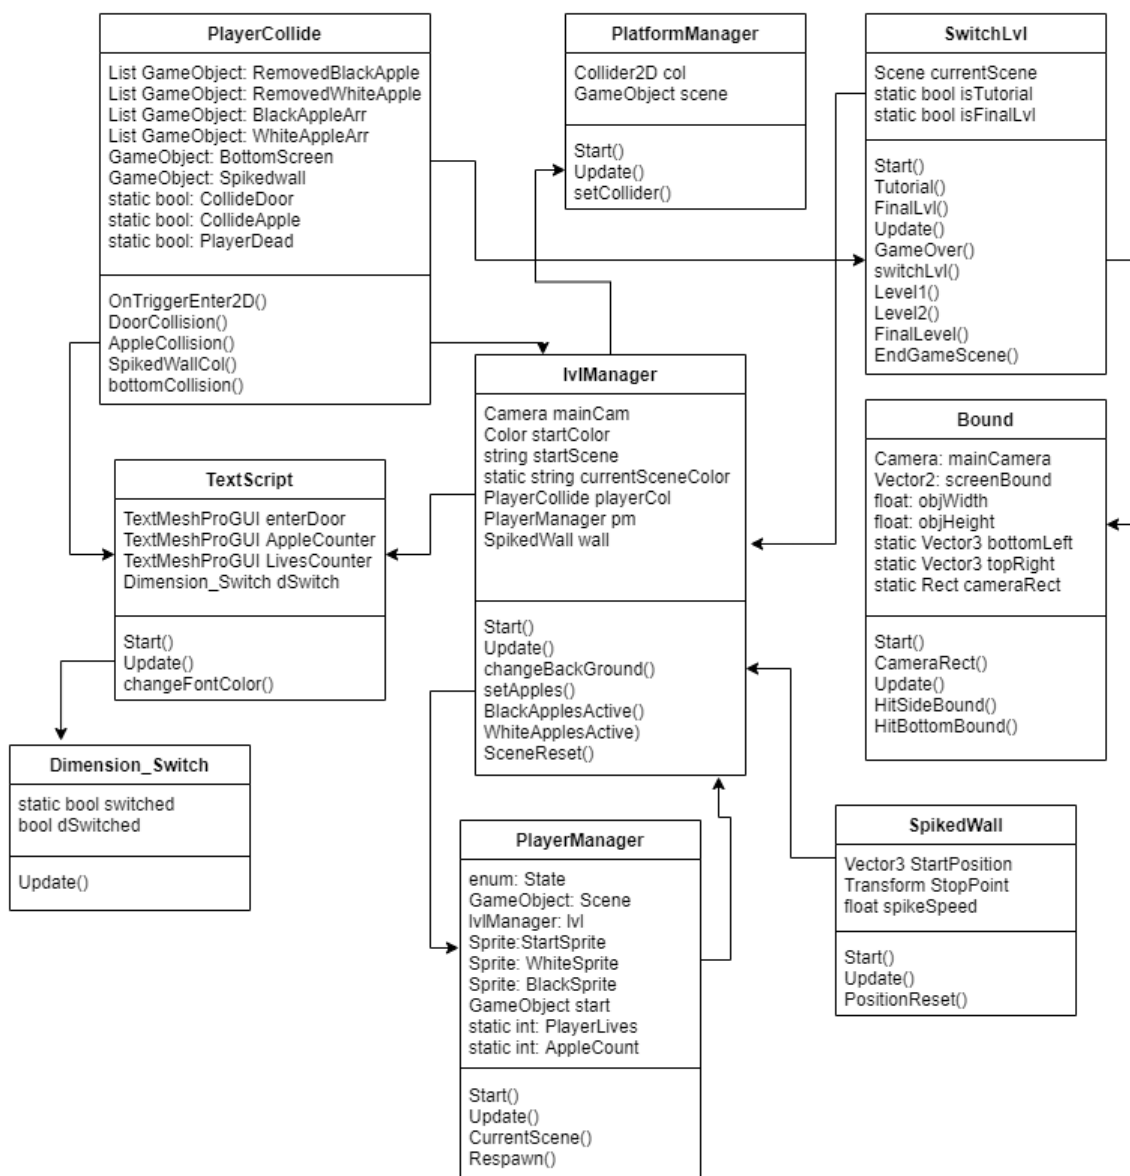 PlayerCollide
List GameObject: RemovedBlackApple
List GameObject: RemovedWhiteApple
List GameObject: BlackAppleArr
List GameObject: WhiteAppleArr
GameObject: BottomScreen
GameObject: Spikedwall
static bool: CollideDoor
static bool: CollideApple
static bool: PlayerDead
OnTriggerEnter2D()
DoorCollision()
AppleCollision()
SpikedWallCol()
bottomCollision()
PlatformManager
Collider2D col
GameObject scene
Start()
Update()
setCollider()
SwitchLvl
Scene currentScene
static bool isTutorial
static bool isFinalLvl
Start()
Tutorial()
FinalLvl()
Update()
GameOver()
switchLvl()
Level1()
Level2()
FinalLevel()
EndGameScene()
lvlManager
Camera mainCam
Color startColor
string startScene
static string currentSceneColor
PlayerCollide playerCol
PlayerManager pm
SpikedWall wall
Start()
Update()
changeBackGround()
setApples()
BlackApplesActive()
WhiteApplesActive)
SceneReset()
Bound
Camera: mainCamera
Vector2: screenBound
float: objWidth
float: objHeight
static Vector3 bottomLeft
static Vector3 topRight
static Rect cameraRect
Start()
CameraRect()
Update()
HitSideBound()
HitBottomBound()
TextScript
TextMeshProGUI enterDoor
TextMeshProGUI AppleCounter
TextMeshProGUI LivesCounter
Dimension_Switch dSwitch
Start()
Update()
changeFontColor()
Dimension_Switch
static bool switched
bool dSwitched
Update()
PlayerManager
enum: State
GameObject: Scene
lvlManager: lvl
Sprite:StartSprite
Sprite: WhiteSprite
Sprite: BlackSprite
GameObject start
static int: PlayerLives
static int: AppleCount
Start()
Update()
CurrentScene()
Respawn()
SpikedWall
Vector3 StartPosition
Transform StopPoint
float spikeSpeed
Start()
Update()
PositionReset()